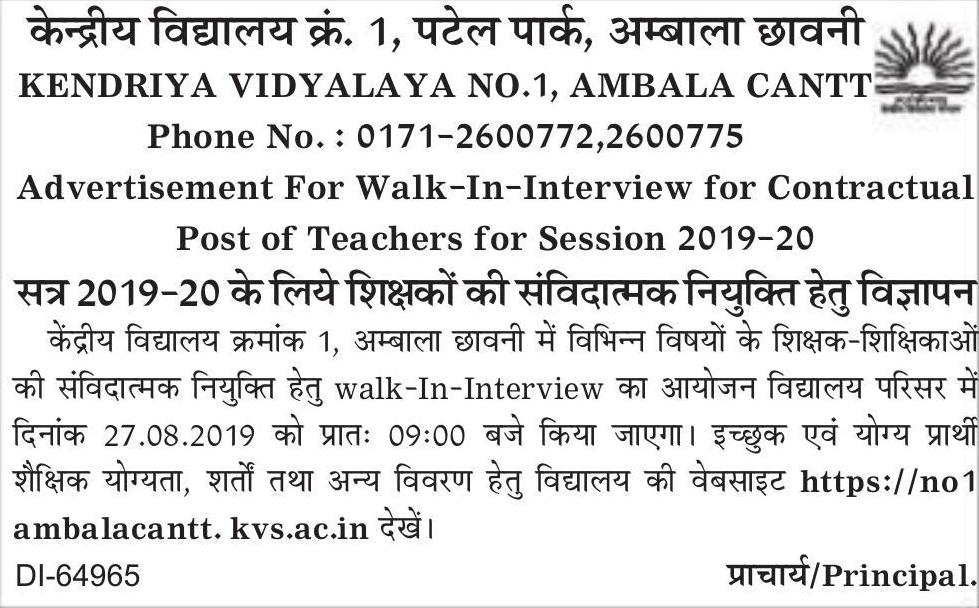 केन्द्रीय विद्यालय क्रं. 1, पटेल पार्क, अम्बाला छावनी
KENDRIYA VIDYALAYA NO.1, AMBALA CANTT
Phone No. : 0171-2600772,2600775
Advertisement For Walk-In-Interview for Contractual
Post of Teachers for Session 2019-20
सत्र 2019-20 के लिये शिक्षकों की संविदात्मक नियुक्ति हेतु विज्ञापन
केंद्रीय विद्यालय क्रमांक 1, अम्बाला छावनी में विभिन्न विषयों के शिक्षक-शिक्षिकाओं
की संविदात्मक नियुक्ति हेतु walk-In-Interview का आयोजन विद्यालय परिसर में
दिनांक 27.08.2019 को प्रातः 09:00 बजे किया जाएगा। इच्छुक एवं योग्य प्रार्थी
शैक्षिक योग्यता, शर्तों तथा अन्य विवरण हेतु विद्यालय की वेबसाइट https://no1
ambalacantt. kvs.ac.in देखें।
DI-64965 प्राचार्य/Principal.